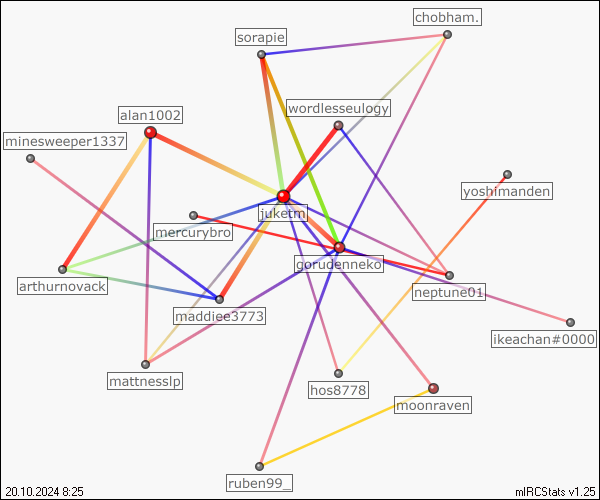 chobham.
sorapie
wordlesseulogy
alan1002
minesweeper1337
yoshimanden
juketm
mercurybro
gorudenneko
arthurnovack
neptune01
maddiee3773
ikeachan#0000
mattnesslp
hos8778
moonraven
ruben99_
20.10.2024 8:25
mIRCStats v1.25